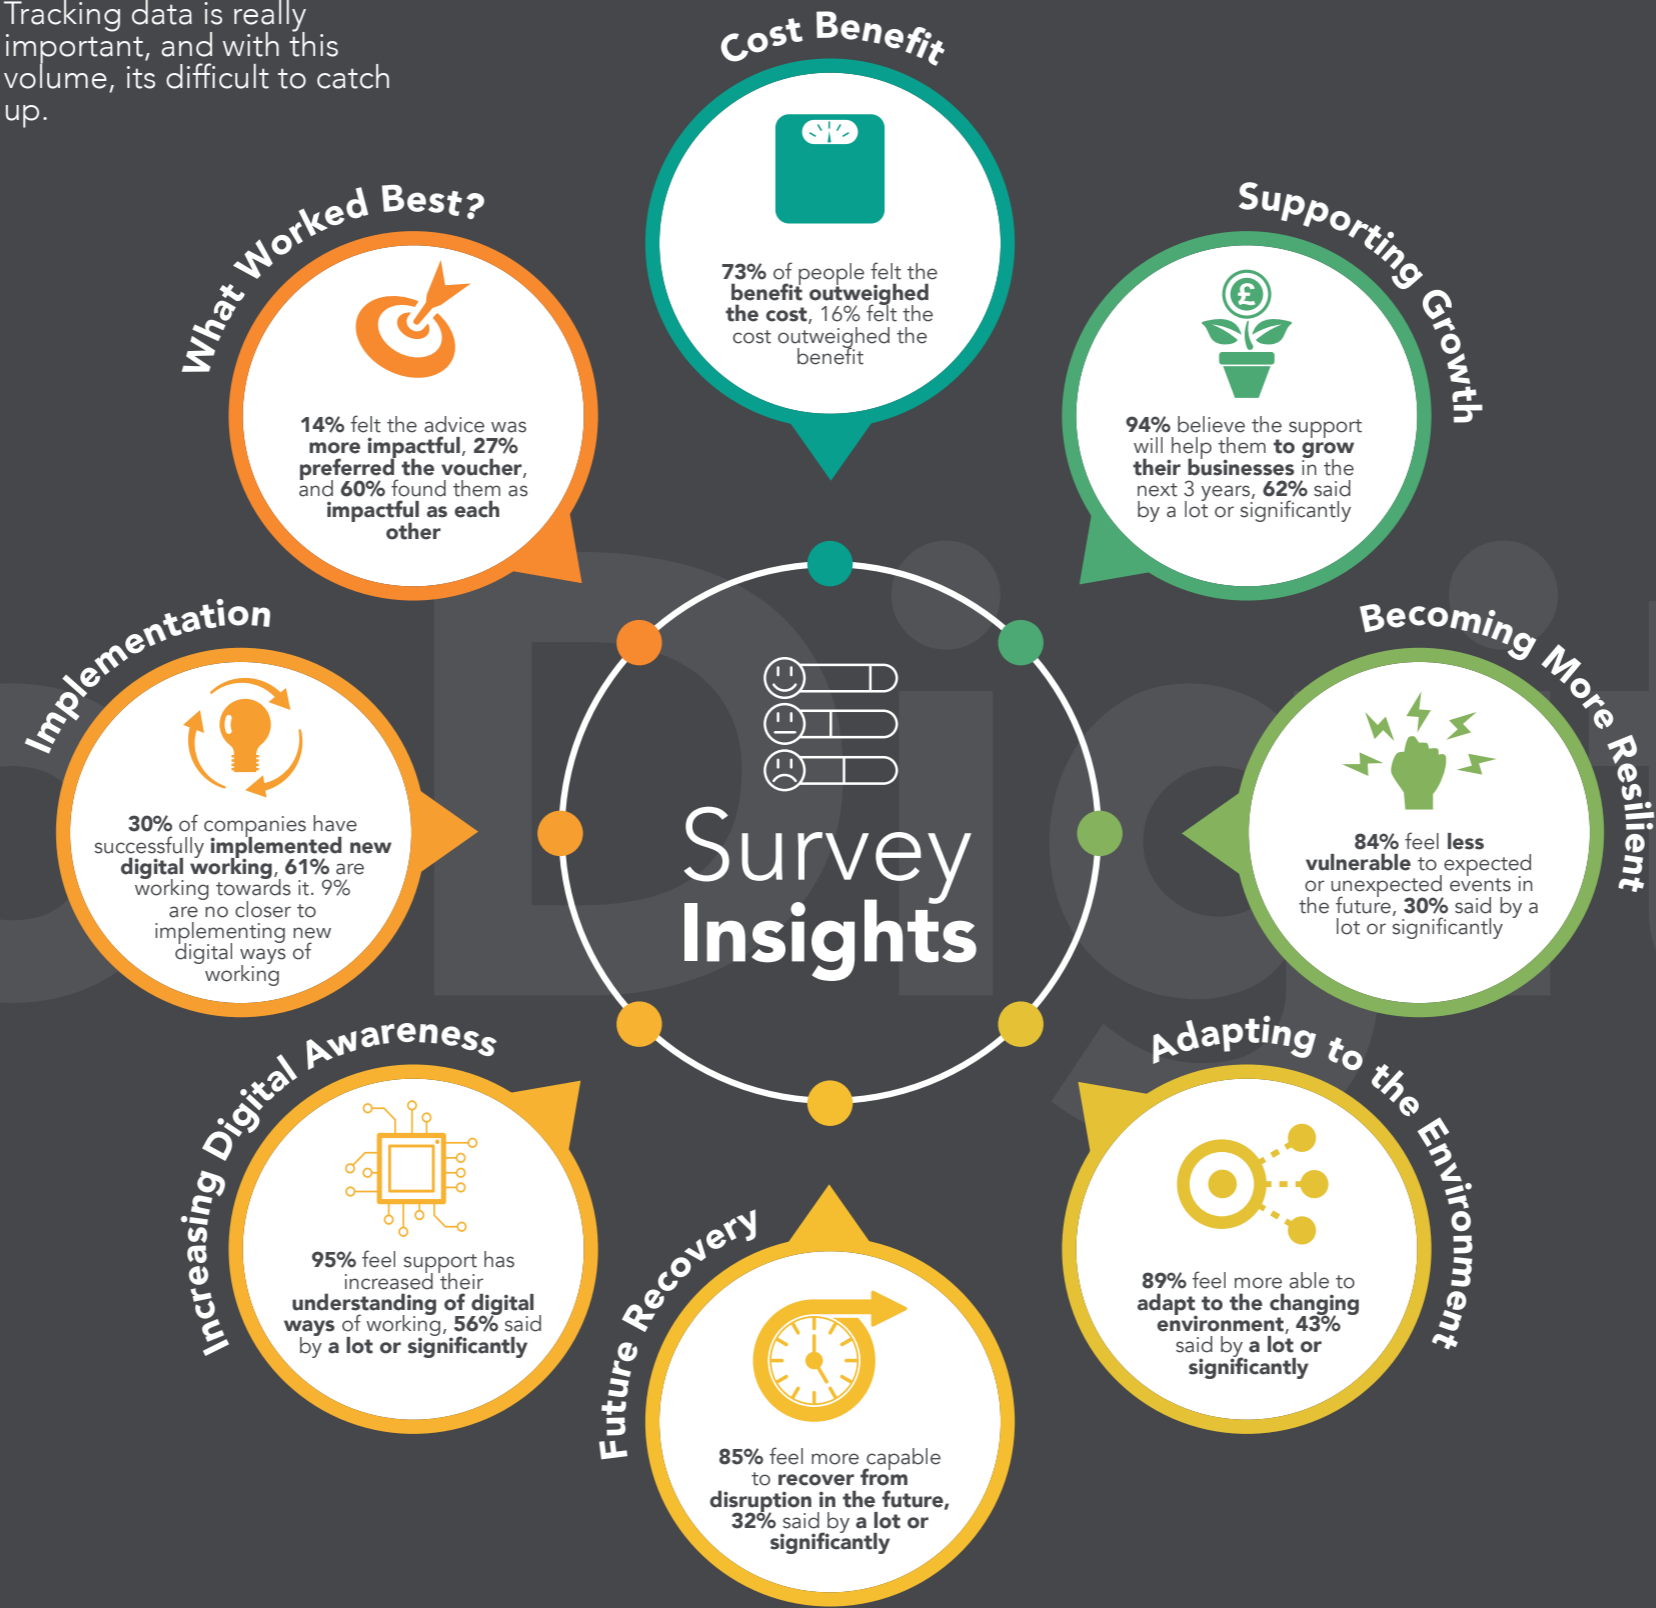 Tracking data is really
important, and with this
volume, its difficult to catch
up.
Cost Benefit
73% of people felt the
benefit outweighed
the cost, 16% felt the
cost outweighed the
benefit
Supporting Growth
£
94% believe the support
will help them to grow
their businesses in the
next 3 years, 62% said
by a lot or significantly
Becoming More Resilient
84% feel less
vulnerable to expected
or unexpected events in
the future, 30% said by a
lot or significantly
Adapting to the Environment
89% feel more able to
adapt to the changing
environment, 43%
said by a lot or
significantly
Future Recovery
85% feel more capable
to recover from
disruption in the future,
32% said by a lot or
significantly
Increasing Digital Awareness
95% feel support has
increased their
understanding of digital
ways of working, 56% said
by a lot or significantly
Implementation
30% of companies have
successfully implemented new
digital working, 61% are
working towards it. 9%
are no closer to
implementing new
digital ways of
working
What Worked Best?
14% felt the advice was
more impactful, 27%
preferred the voucher,
and 60% found them as
impactful as each
other
Survey
Insights